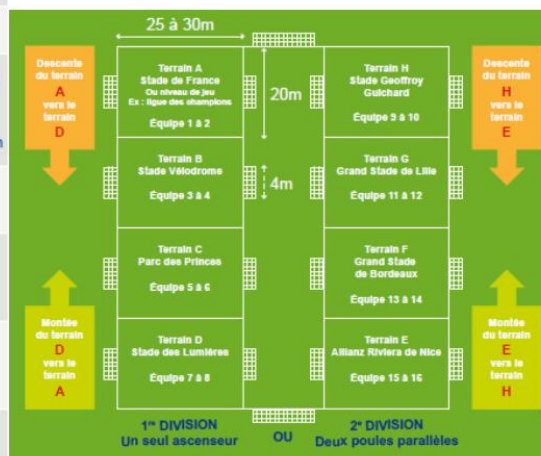 25 à 30m
Descente
du terrain
A
vers le
terrain
D
Terrain A
Stade de France
Ou niveau de jeu
Ex : ligue des champions
Équipe 1 à 2
20m
Terrain H
Stade Geoffroy
Guichard
Équipe 9 à 10
Descente
du terrain
H
vers le
terrain
E
Terrain B
Stade Vélodrome
Équipe 3 à 4
4m
Terrain G
Grand Stade de Lille
Équipe 11 à 12
Terrain C
Parc des Princes
Équipe 5 à 6
Terrain F
Grand Stade
de Bordeaux
Équipe 13 à 14
Montée
du terrain
D
vers le
terrain
A
Terrain D
Stade des Lumières
Équipe 7 à 8
Terrain E
Allianz Riviera de Nice
Équipe 15 à 16
Montée
du terrain
E
vers le
terrain
H
1re DIVISION
Un seul ascenseur
OU
2e DIVISION
Deux poules parallèles